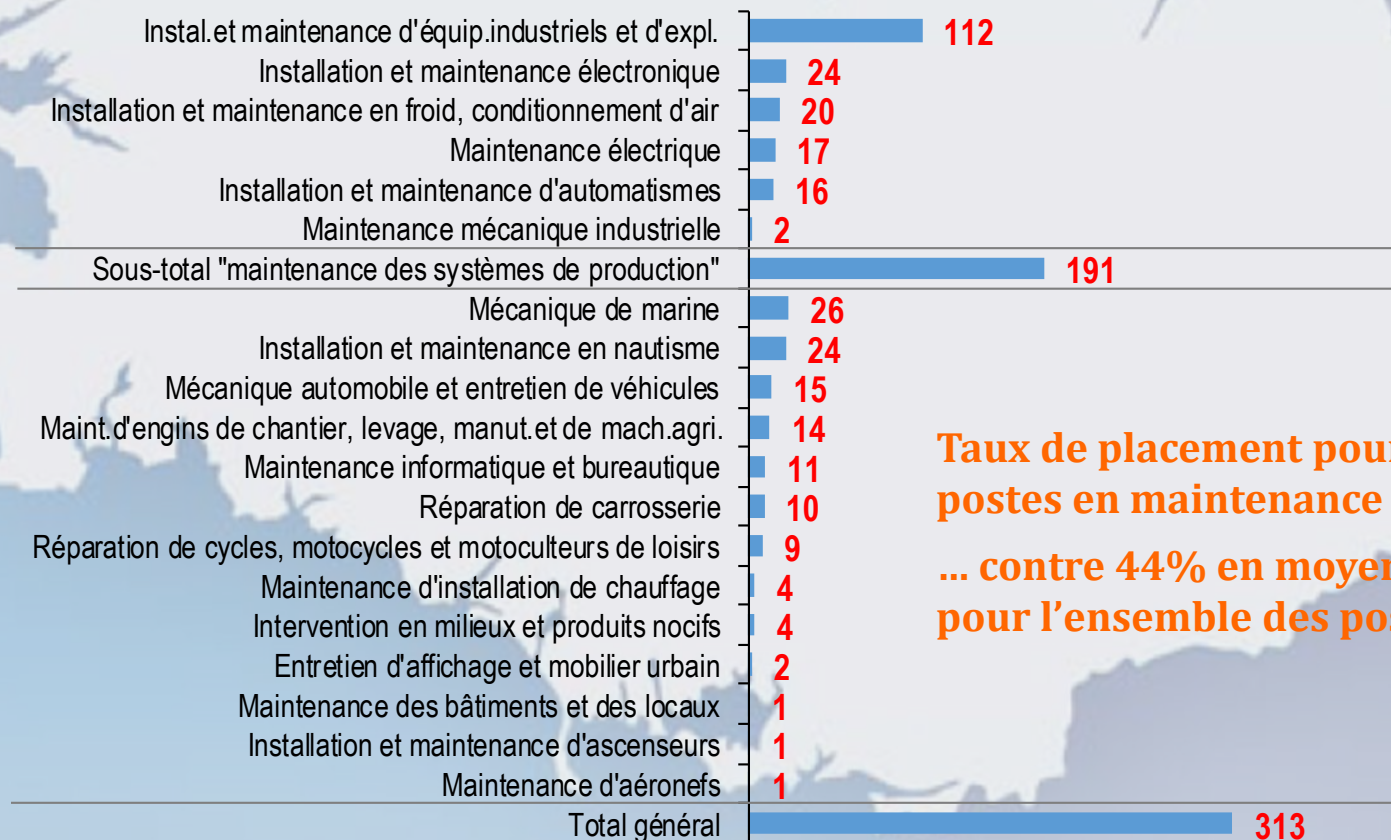 Instal.et maintenance d'équip.industriels et d'expl. 112
Installation et maintenance électronique 24
Installation et maintenance en froid, conditionnement d'air 20
Maintenance électrique 17
Installation et maintenance d'automatismes 16
Maintenance mécanique industrielle 2
Sous-total "maintenance des systèmes de production" 191
Mécanique de marine 26
Installation et maintenance en nautisme 24
Mécanique automobile et entretien de véhicules 15
Maint.d'engins de chantier, levage, manut.et de mach.agri. 14
Maintenance informatique et bureautique 11
Réparation de carrosserie 10
Réparation de cycles, motocycles et motoculteurs de loisirs 9
Maintenance d'installation de chauffage 4
Intervention en milieux et produits nocifs 4
Entretien d'affichage et mobilier urbain 2
Maintenance des bâtiments et des locaux 1
Installation et maintenance d'ascenseurs 1
Maintenance d'aéronefs 1
Total général 313
Taux de placement pour
postes en maintenance
... contre 44% en
pour l'ensemble des